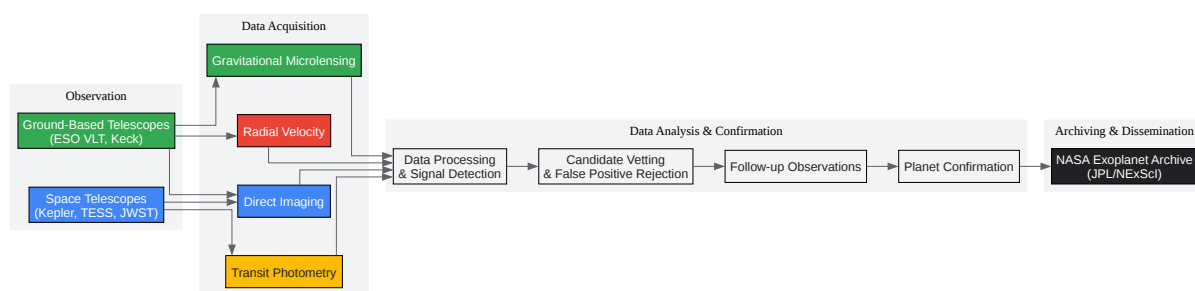 Observation
Ground-Based Telescopes
(ESO VLT, Keck)
Space Telescopes
(Kepler, TESS, JWST)
Data Acquisition
Gravitational Microlensing
Radial Velocity
Direct Imaging
Transit Photometry
Data Analysis & Confirmation
Data Processing
& Signal Detection
Candidate Vetting
& False Positive Rejection
Follow-up Observations
Planet Confirmation
Archiving & Dissemination
NASA Exoplanet Archive
(JPL/NExScI)